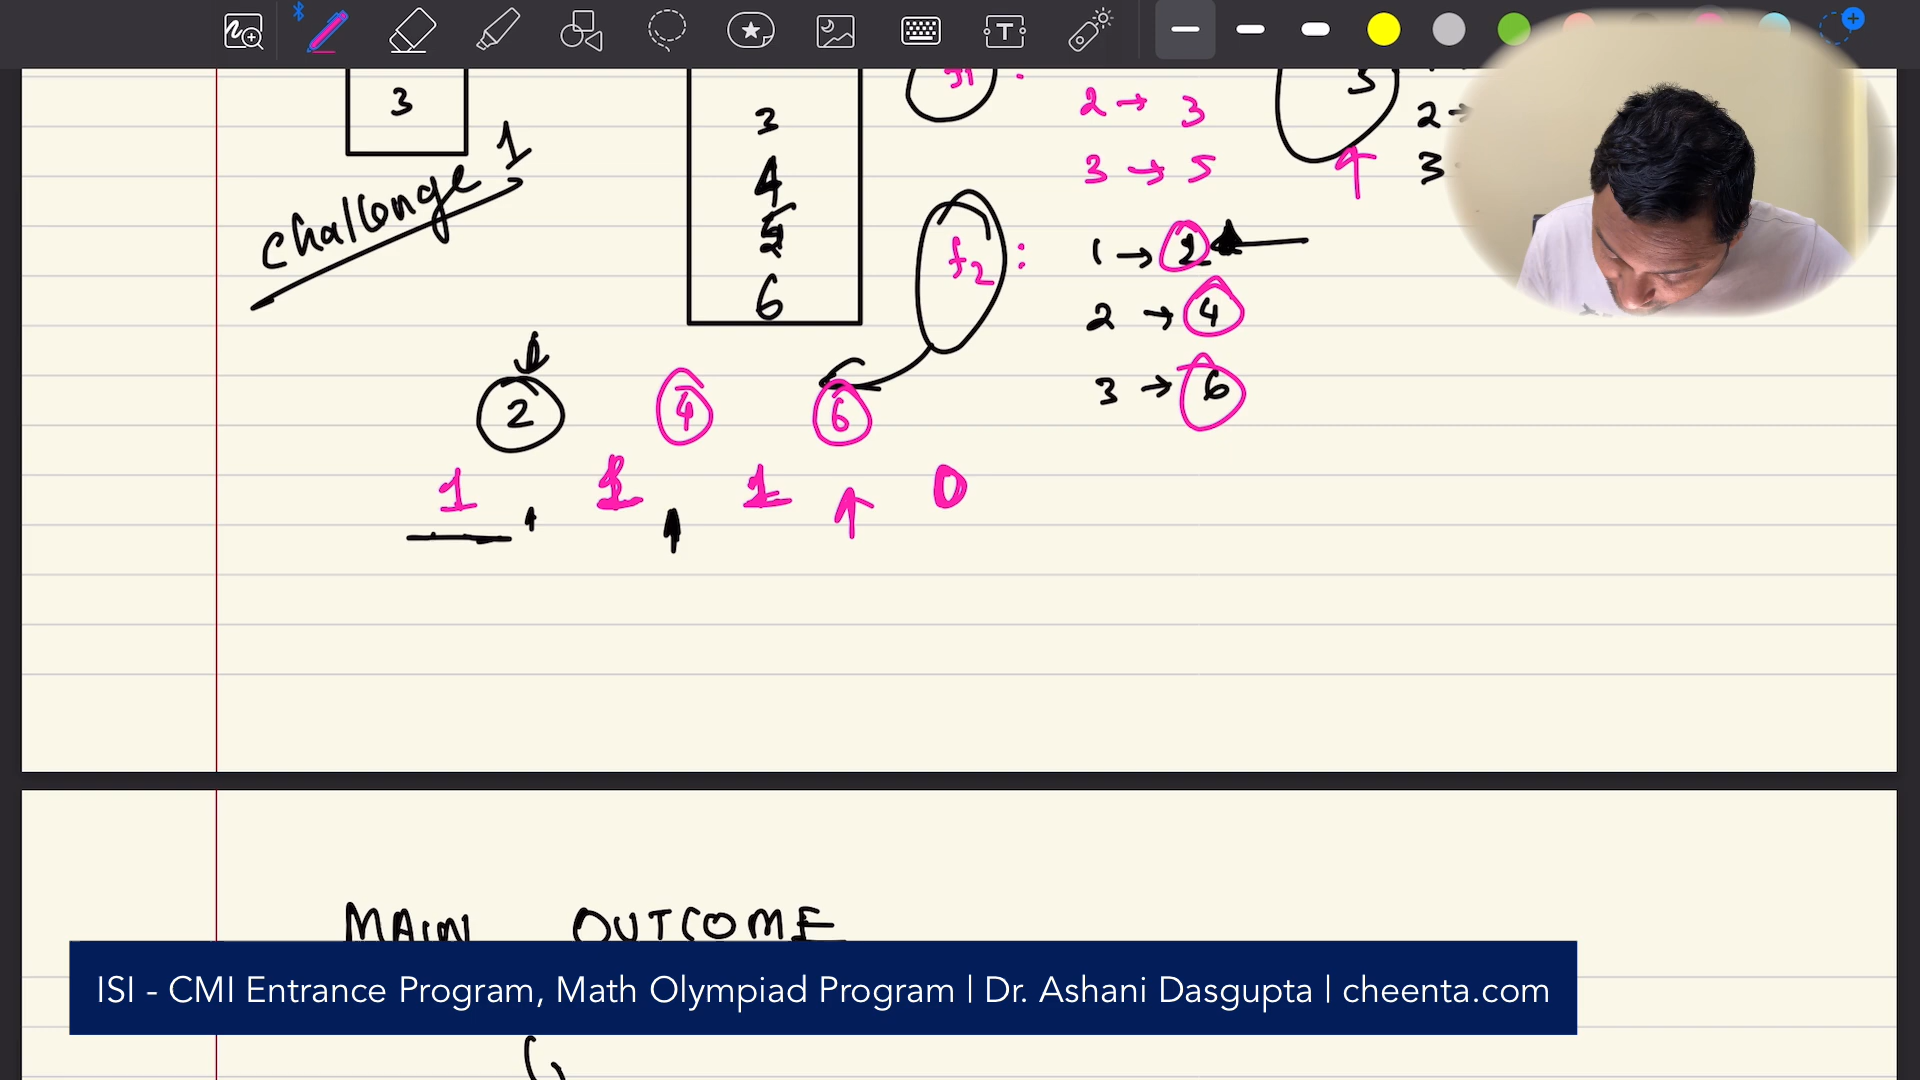 3
3
4
5
6
challenge 1
f1 :
2 → 3
3 → 5
2 →
3
f2 :
1 → 2
2 → 4
3 → 6
2 4 6
1 1 1 0
MAIN OUTCOME
ISI - CMI Entrance Program, Math Olympiad Program | Dr. Ashani Dasgupta | cheenta.com